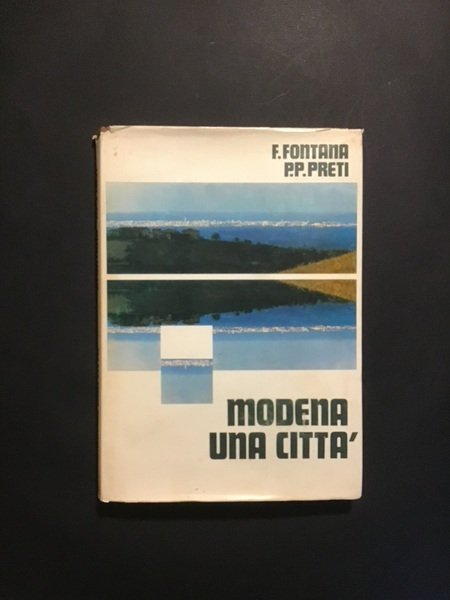 F.FONTANA
P.P.PRETI
MODENA
UNA CITTA'